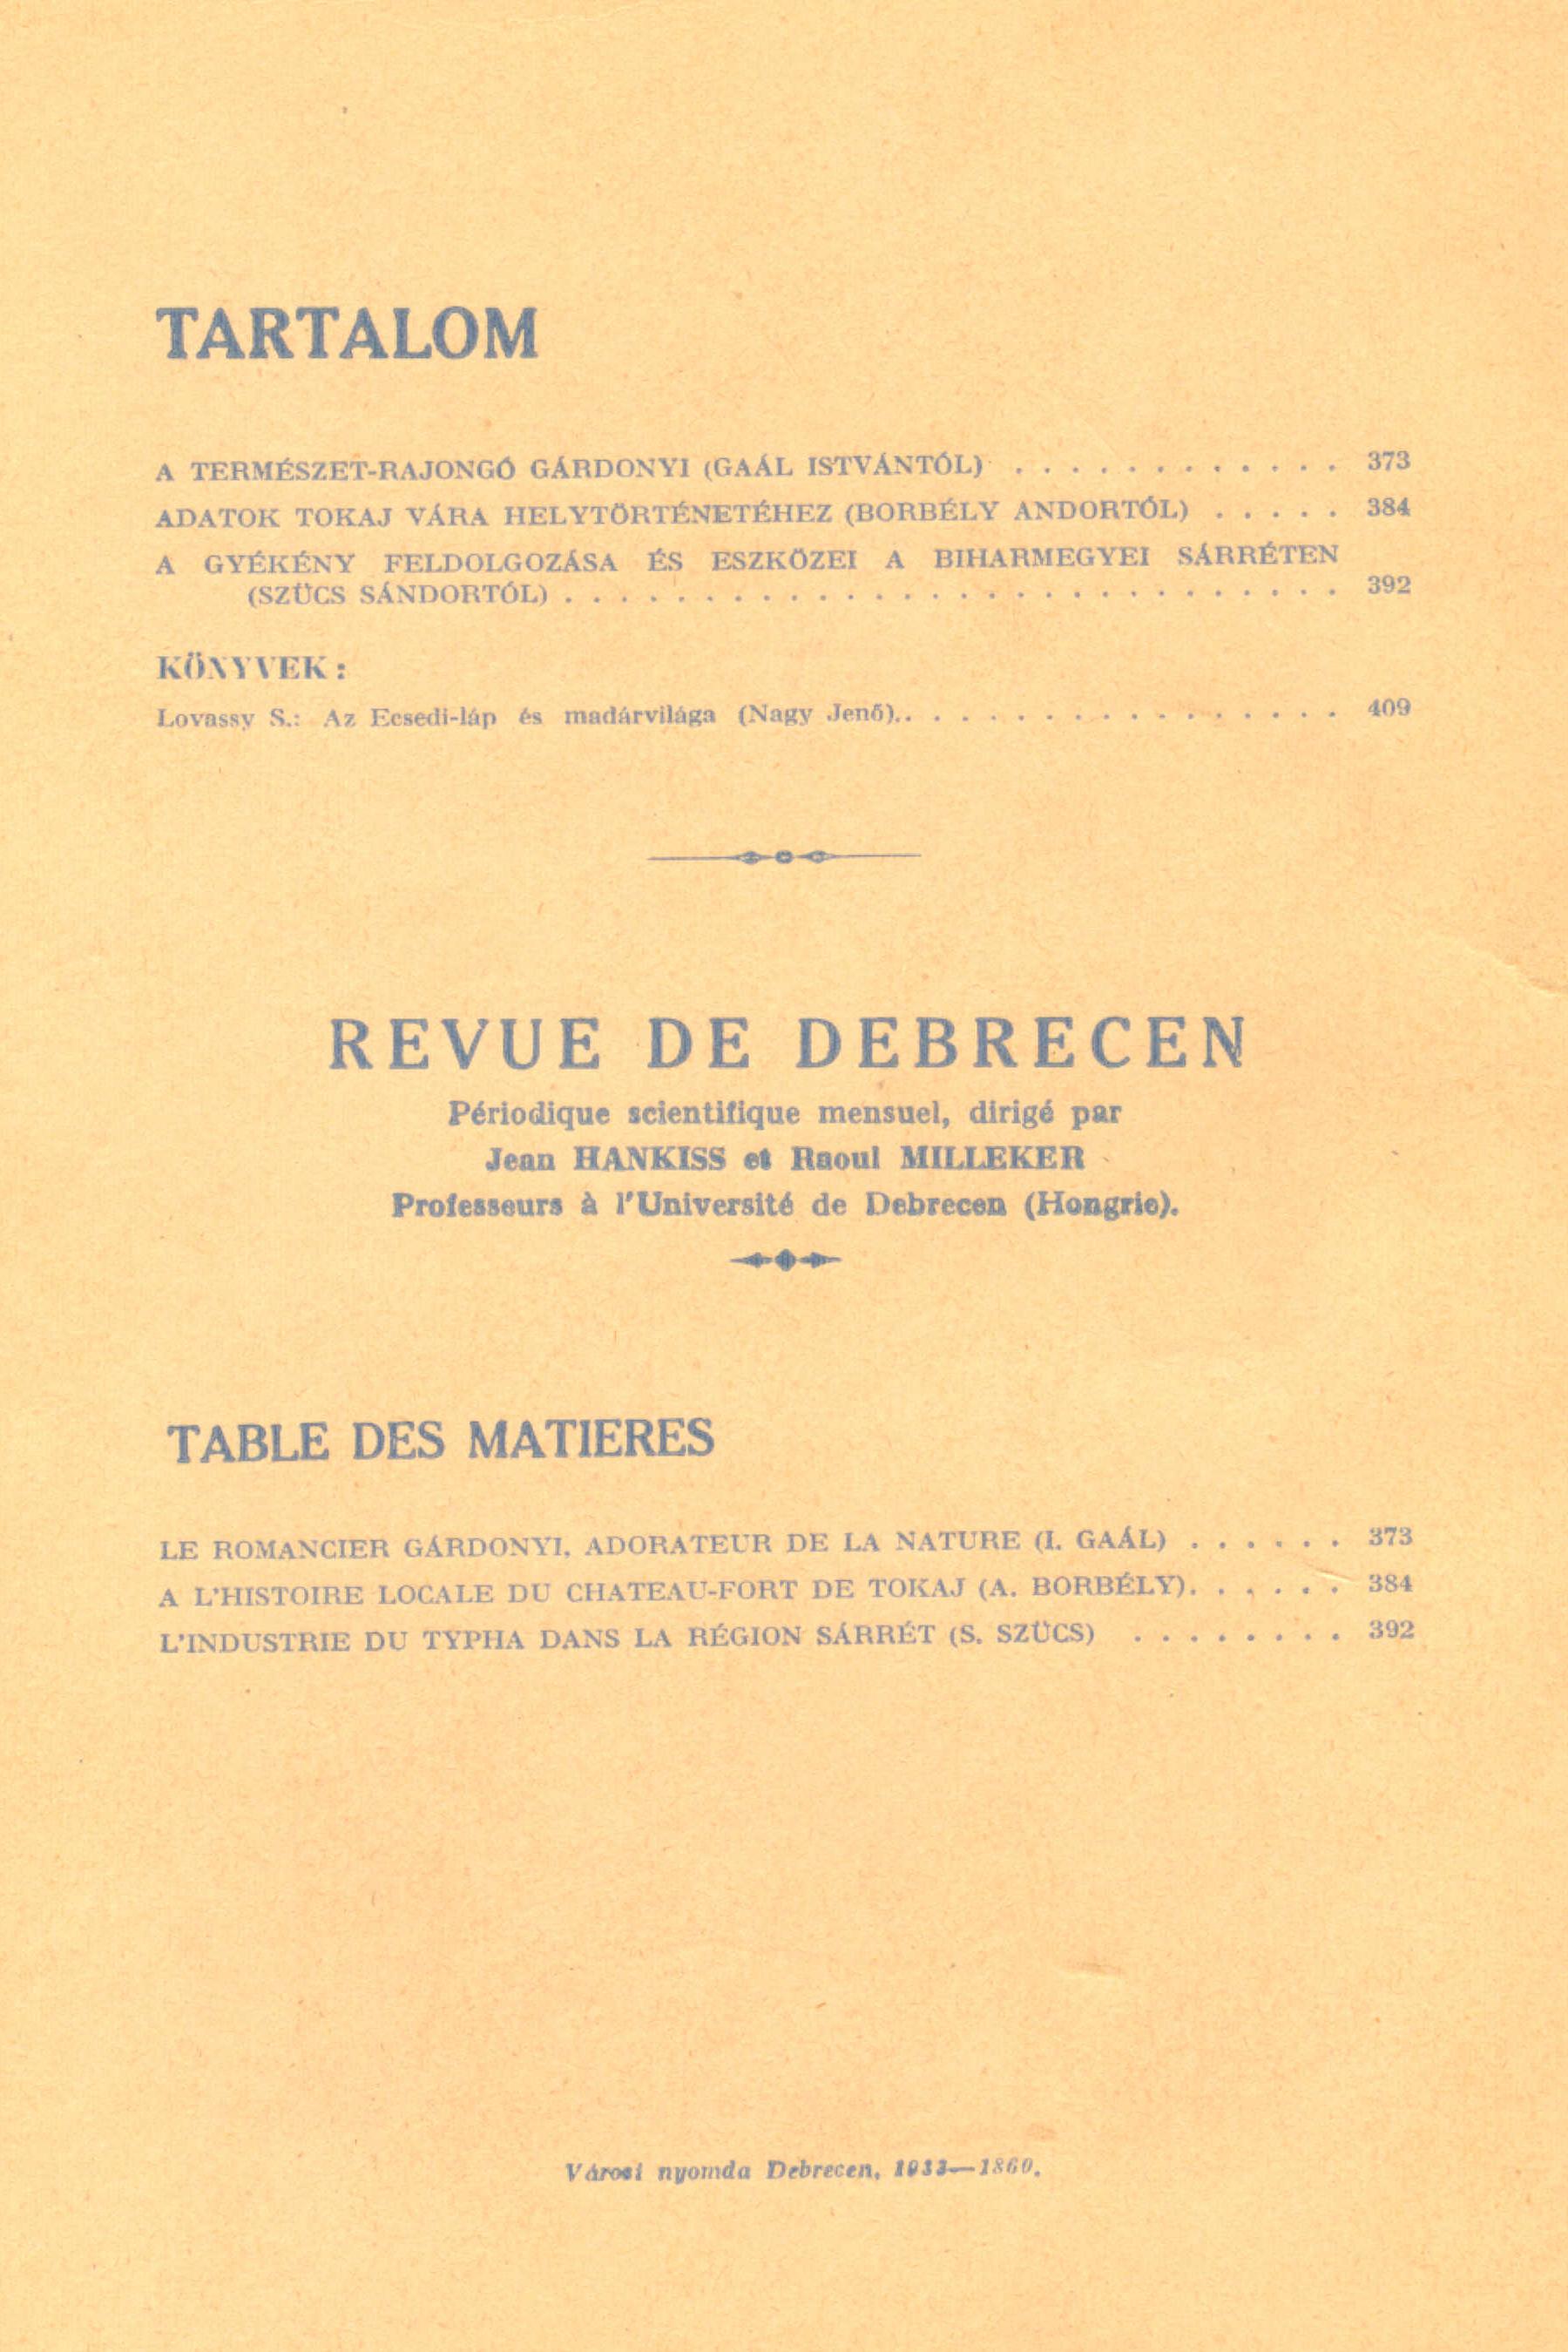 TARTALOM
A TERMÉSZET-RAJONGÓ GÁRDONYI (GAÁL ISTVÁNTÓL) . . . . . . . . . . . . 373
ADATOK TOKAJ VÁRA HELYTÖRTÉNETÉHEZ (BORBÉLY ANDORTÓL) . . . . . 384
A GYÉKÉNY FELDOLGOZÁSA ÉS ESZKÖZEI A BIHARMEGYEI SÁRRÉTEN
(SZÜCS SÁNDORTÓL) . . . . . . . . . . . . . . . . . . . . . . . . . . . . 392
KÖNYVEK :
Lovassy S.: Az Ecsedi-láp és madárvilága (Nagy Jenő).. . . . . . . . . . . . . . . . 409
REVUE DE DEBRECEN
Périodique scientifique mensuel, dirigé par
Jean HANKISS et Raoul MILLEKER
Professeurs à l'Université de Debrecen (Hongrie).
TABLE DES MATIERES
LE ROMANCIER GÁRDONYI, ADORATEUR DE LA NATURE (I. GAÁL) . . . . . . 373
A L'HISTOIRE LOCALE DU CHATEAU-FORT DE TOKAJ (A. BORBÉLY). . . . . . 384
L'INDUSTRIE DU TYPHA DANS LA RÉGION SÁRRÉT (S. SZÜCS) . . . . . . . . 392
Városi nyomda Debrecen, 1933—1860.